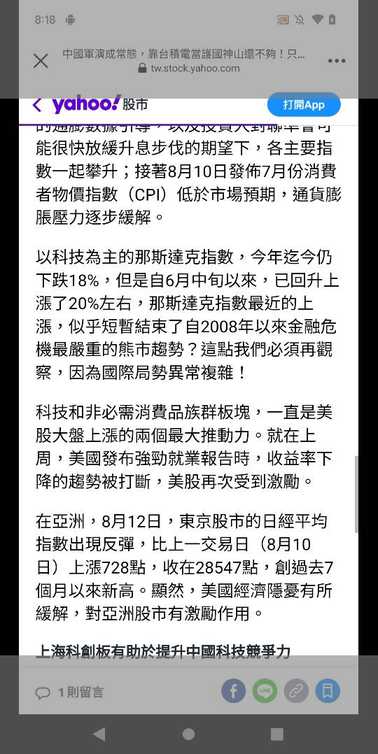 8:18
中國軍演成常態，靠台積電當護國神山還不夠！只...
tw.stock.yahoo.com
yahoo!股市
打開App
的通膨數據引導，以及投資人對聯準會可
能很快放緩升息步伐的期望下，各主要指
數一起攀升；接著8月10日發佈7月份消費
者物價指數（CPI）低於市場預期，通貨膨
脹壓力逐步緩解。
以科技為主的那斯達克指數，今年迄今仍
下跌18%，但是自6月中旬以來，已回升上
漲了20%左右，那斯達克指數最近的上
漲，似乎短暫結束了自2008年以來金融危
機最嚴重的熊市趨勢？這點我們必須再觀
察，因為國際局勢異常複雜！
科技和非必需消費品族群板塊，一直是美
股大盤上漲的兩個最大推動力。就在上
周，美國發布強勁就業報告時，收益率下
降的趨勢被打斷，美股再次受到激勵。
在亞洲，8月12日，東京股市的日經平均
指數出現反彈，比上一交易日（8月10
日）上漲728點，收在28547點，創過去7
個月以來新高。顯然，美國經濟隱憂有所
緩解，對亞洲股市有激勵作用。
上海科創板有助於提升中國科技競爭力
1則留言